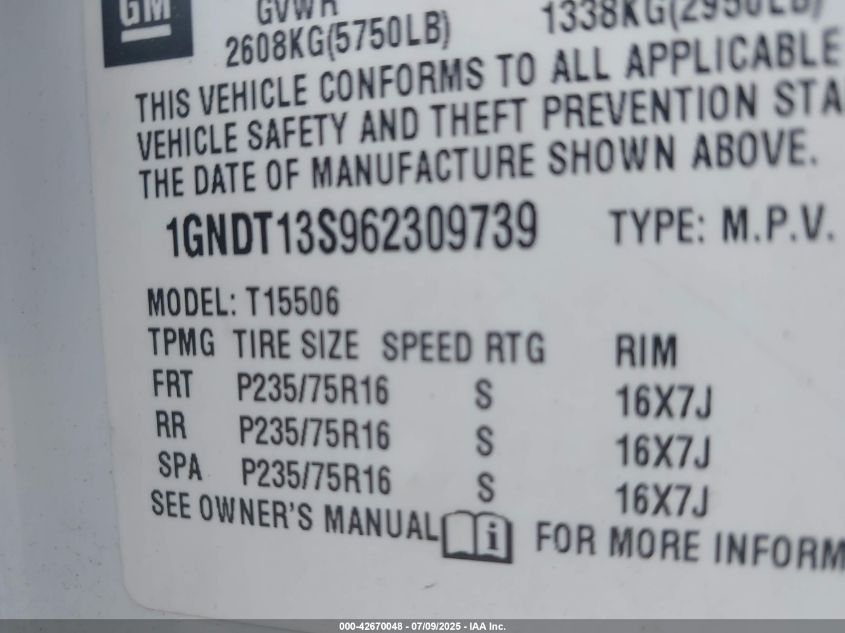 GM
GVWR
2608KG(5750LB) 1338KG(2950LB)
THIS VEHICLE CONFORMS TO ALL APPLICABLE
VEHICLE SAFETY AND THEFT PREVENTION STA
THE DATE OF MANUFACTURE SHOWN ABOVE.
1GNDT13S962309739 TYPE: M.P.V.
MODEL: T15506
TPMG TIRE SIZE SPEED RTG RIM
FRT P235/75R16 S 16X7J
RR P235/75R16 S 16X7J
SPA P235/75R16 S 16X7J
SEE OWNER'S MANUAL i FOR MORE INFORM
000-42670048 - 07/09/2025 - IAA Inc.